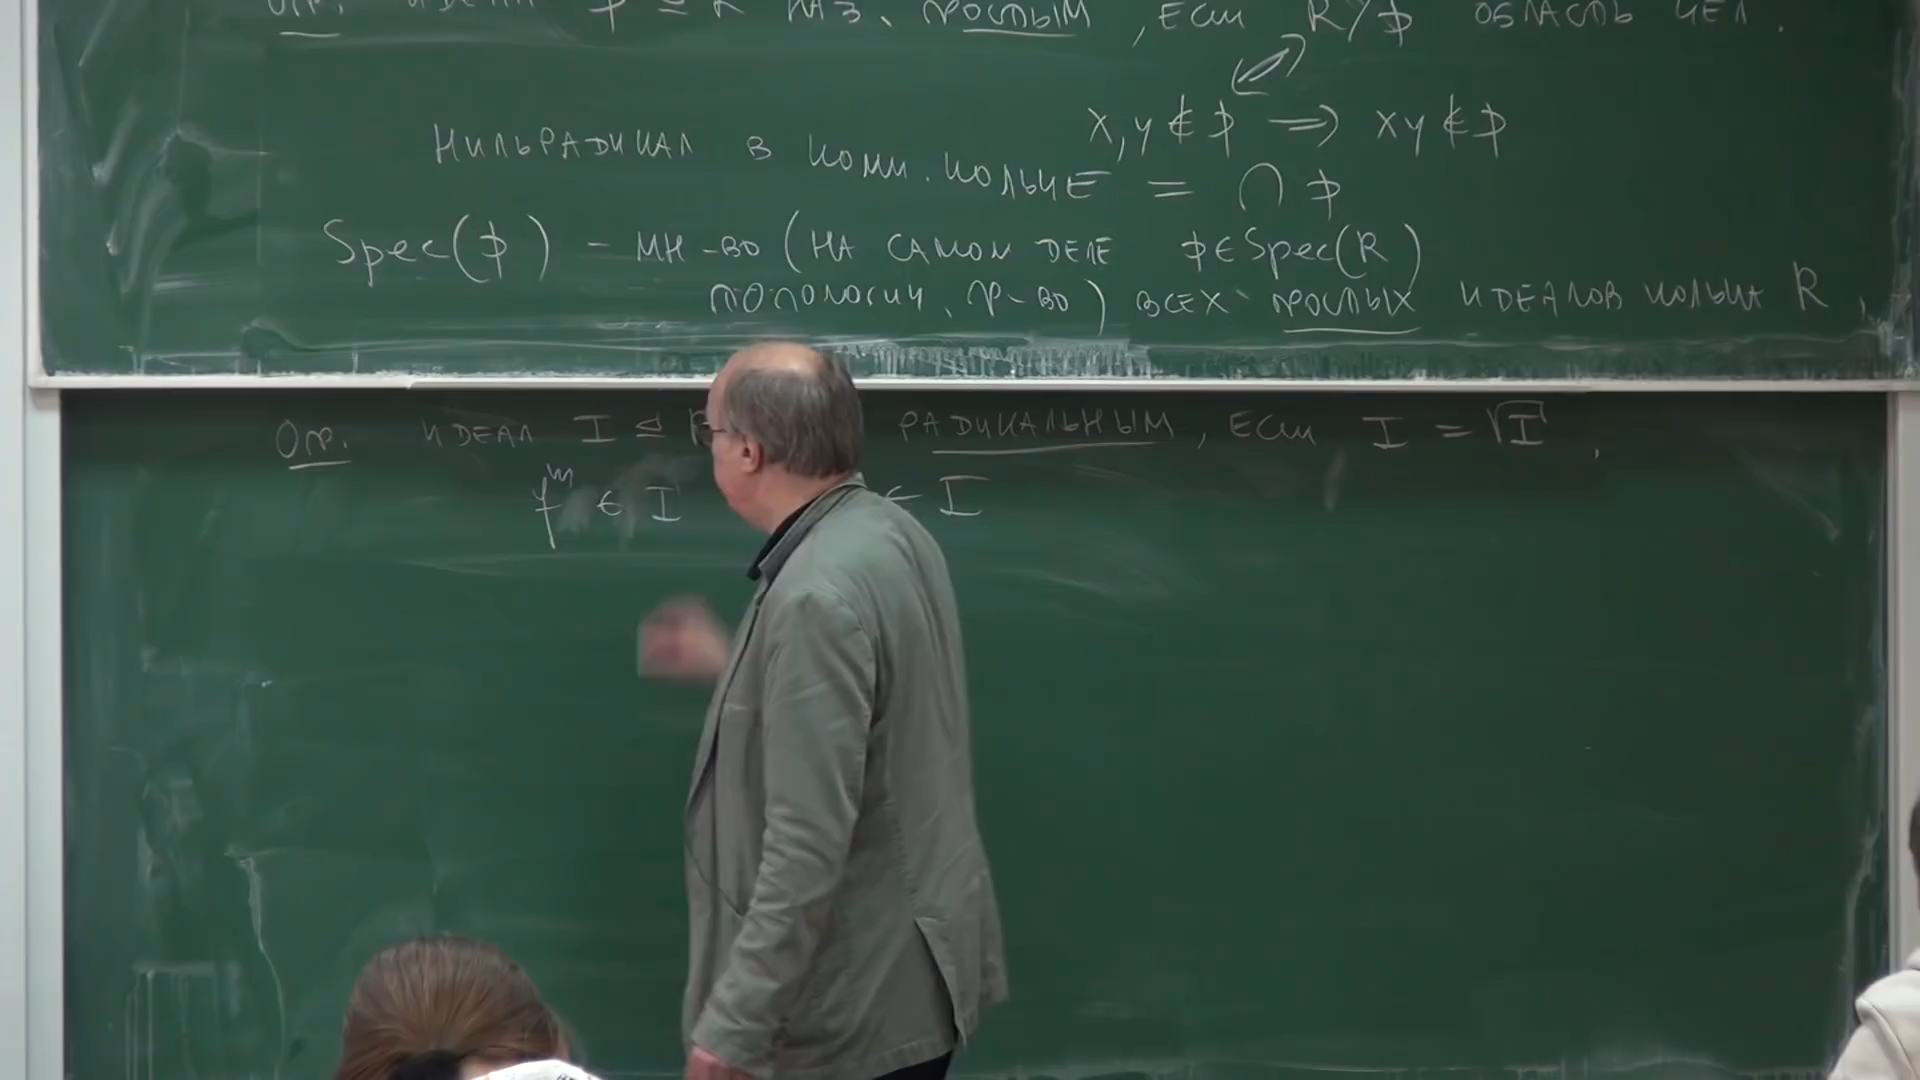 Опр. идеал 𝔭 ⊴ R наз. простым, если R/𝔭 область цел.
x, y ∉ 𝔭 ⇒ xy ∉ 𝔭
Нильрадикал в комм. кольце = ∩ 𝔭
𝔭 ∈ Spec(R)
Spec(𝔭) – мн-во (на самом деле
топологич. пр-во) всех простых идеалов кольца R.
Опр. идеал I ⊴ R радикальным, если I = √I.
f^m ∈ I ∈ I